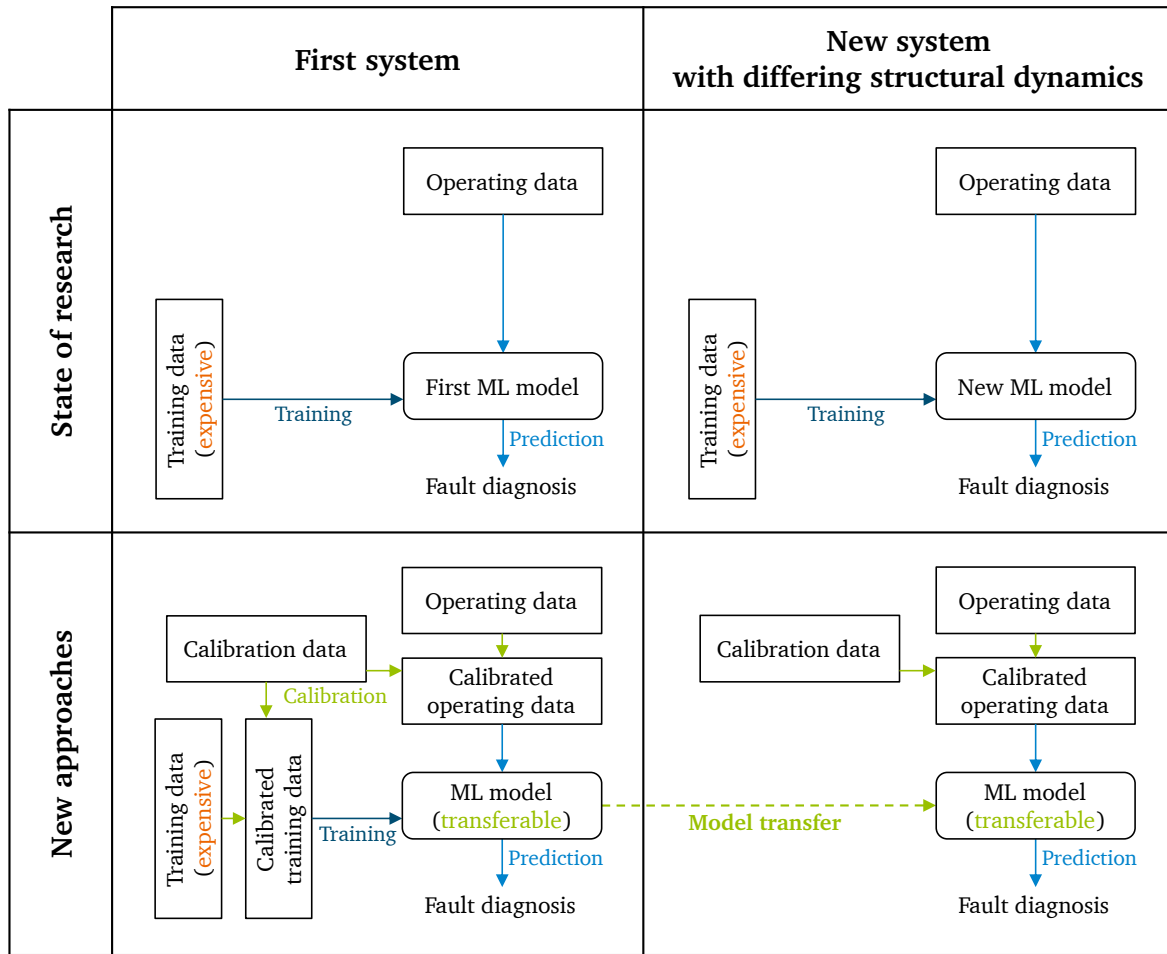 First system
New system
with differing structural dynamics
State of research
Operating data
Training data
(expensive)
Training
First ML model
Prediction
Fault diagnosis
Operating data
Training data
(expensive)
Training
New ML model
Prediction
Fault diagnosis
New approaches
Operating data
Calibration data
Calibration
Calibrated
operating data
Training data
(expensive)
Calibrated
training data
Training
ML model
(transferable)
Prediction
Fault diagnosis
Model transfer
Operating data
Calibration data
Calibrated
operating data
ML model
(transferable)
Prediction
Fault diagnosis